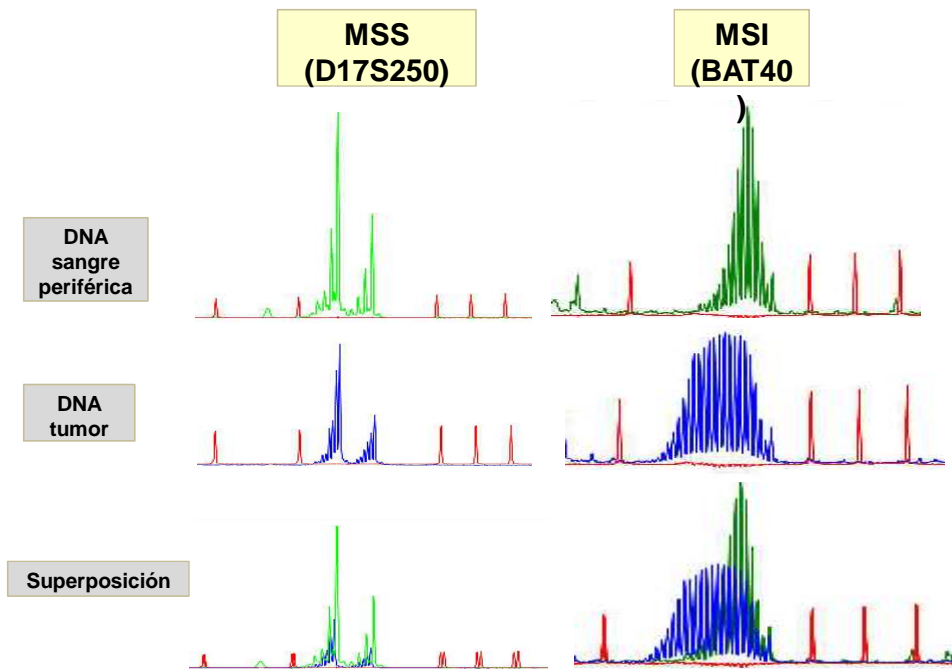 MSS
(D17S250)
MSI
(BAT40
)
DNA
sangre
periférica
DNA
tumor
Superposición